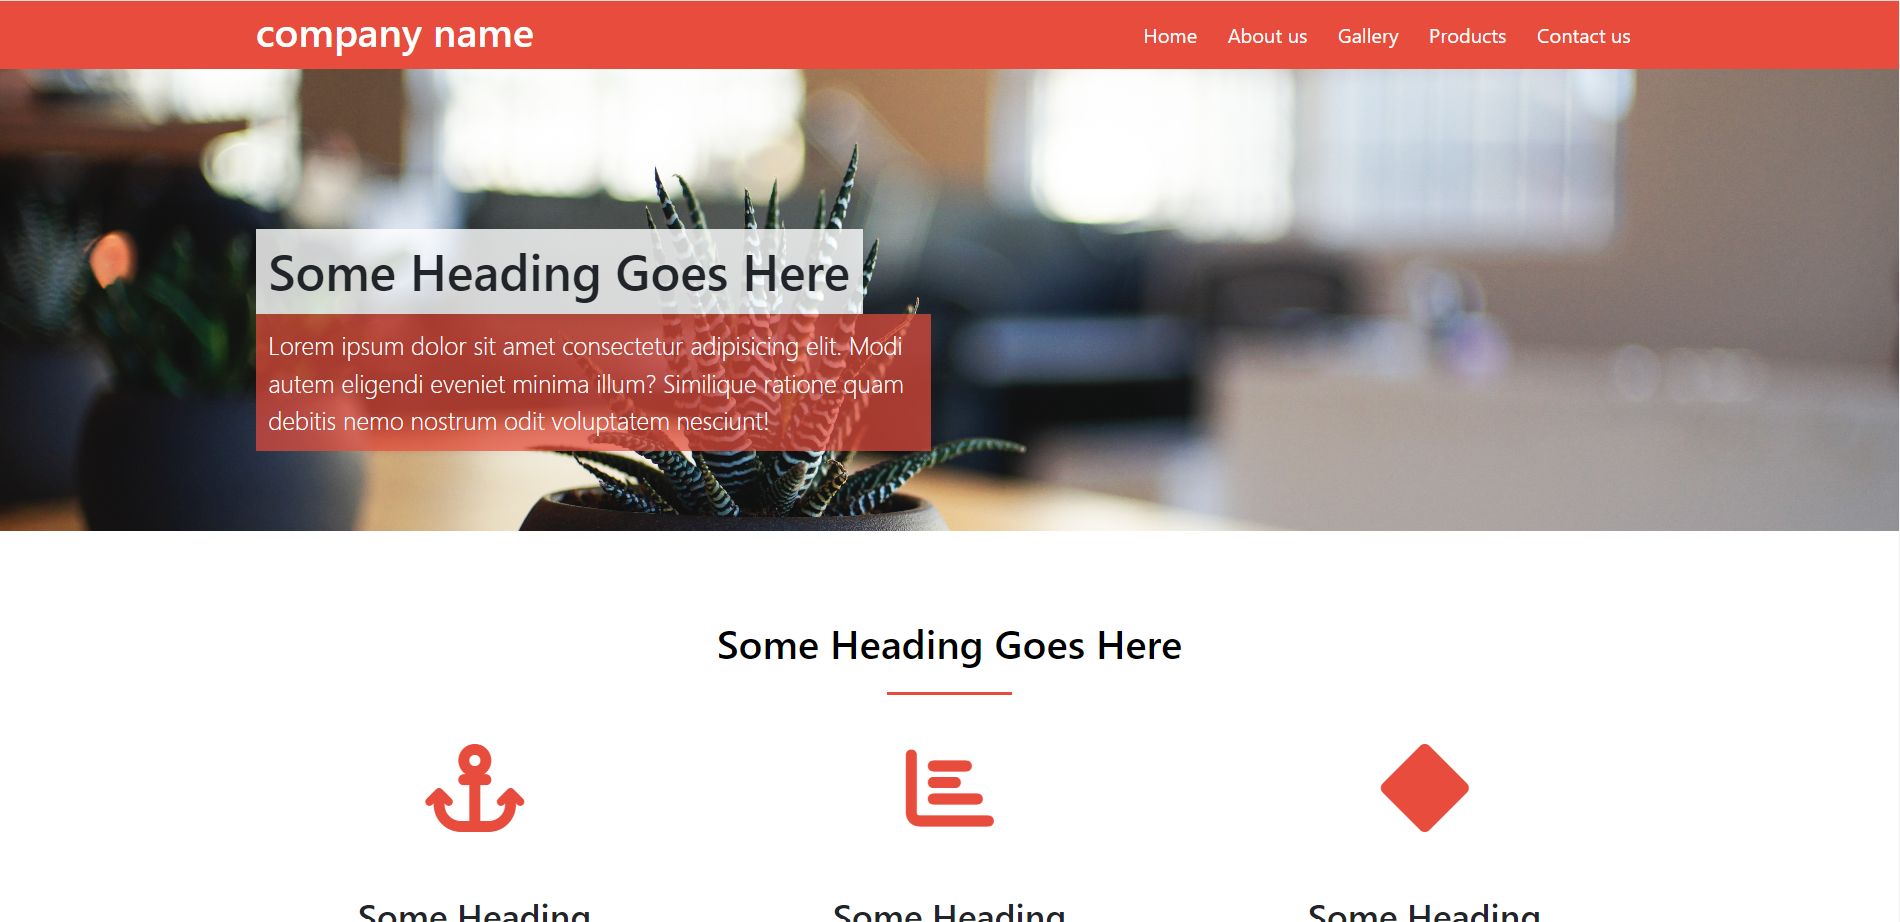 company name
Home About us Gallery Products Contact us
Some Heading Goes Here
Lorem ipsum dolor sit amet consectetur adipisicing elit. Modi
autem eligendi eveniet minima illum? Similique ratione quam
debitis nemo nostrum odit voluptatem nesciunt!
Some Heading Goes Here
Some Heading Some Heading Some Heading